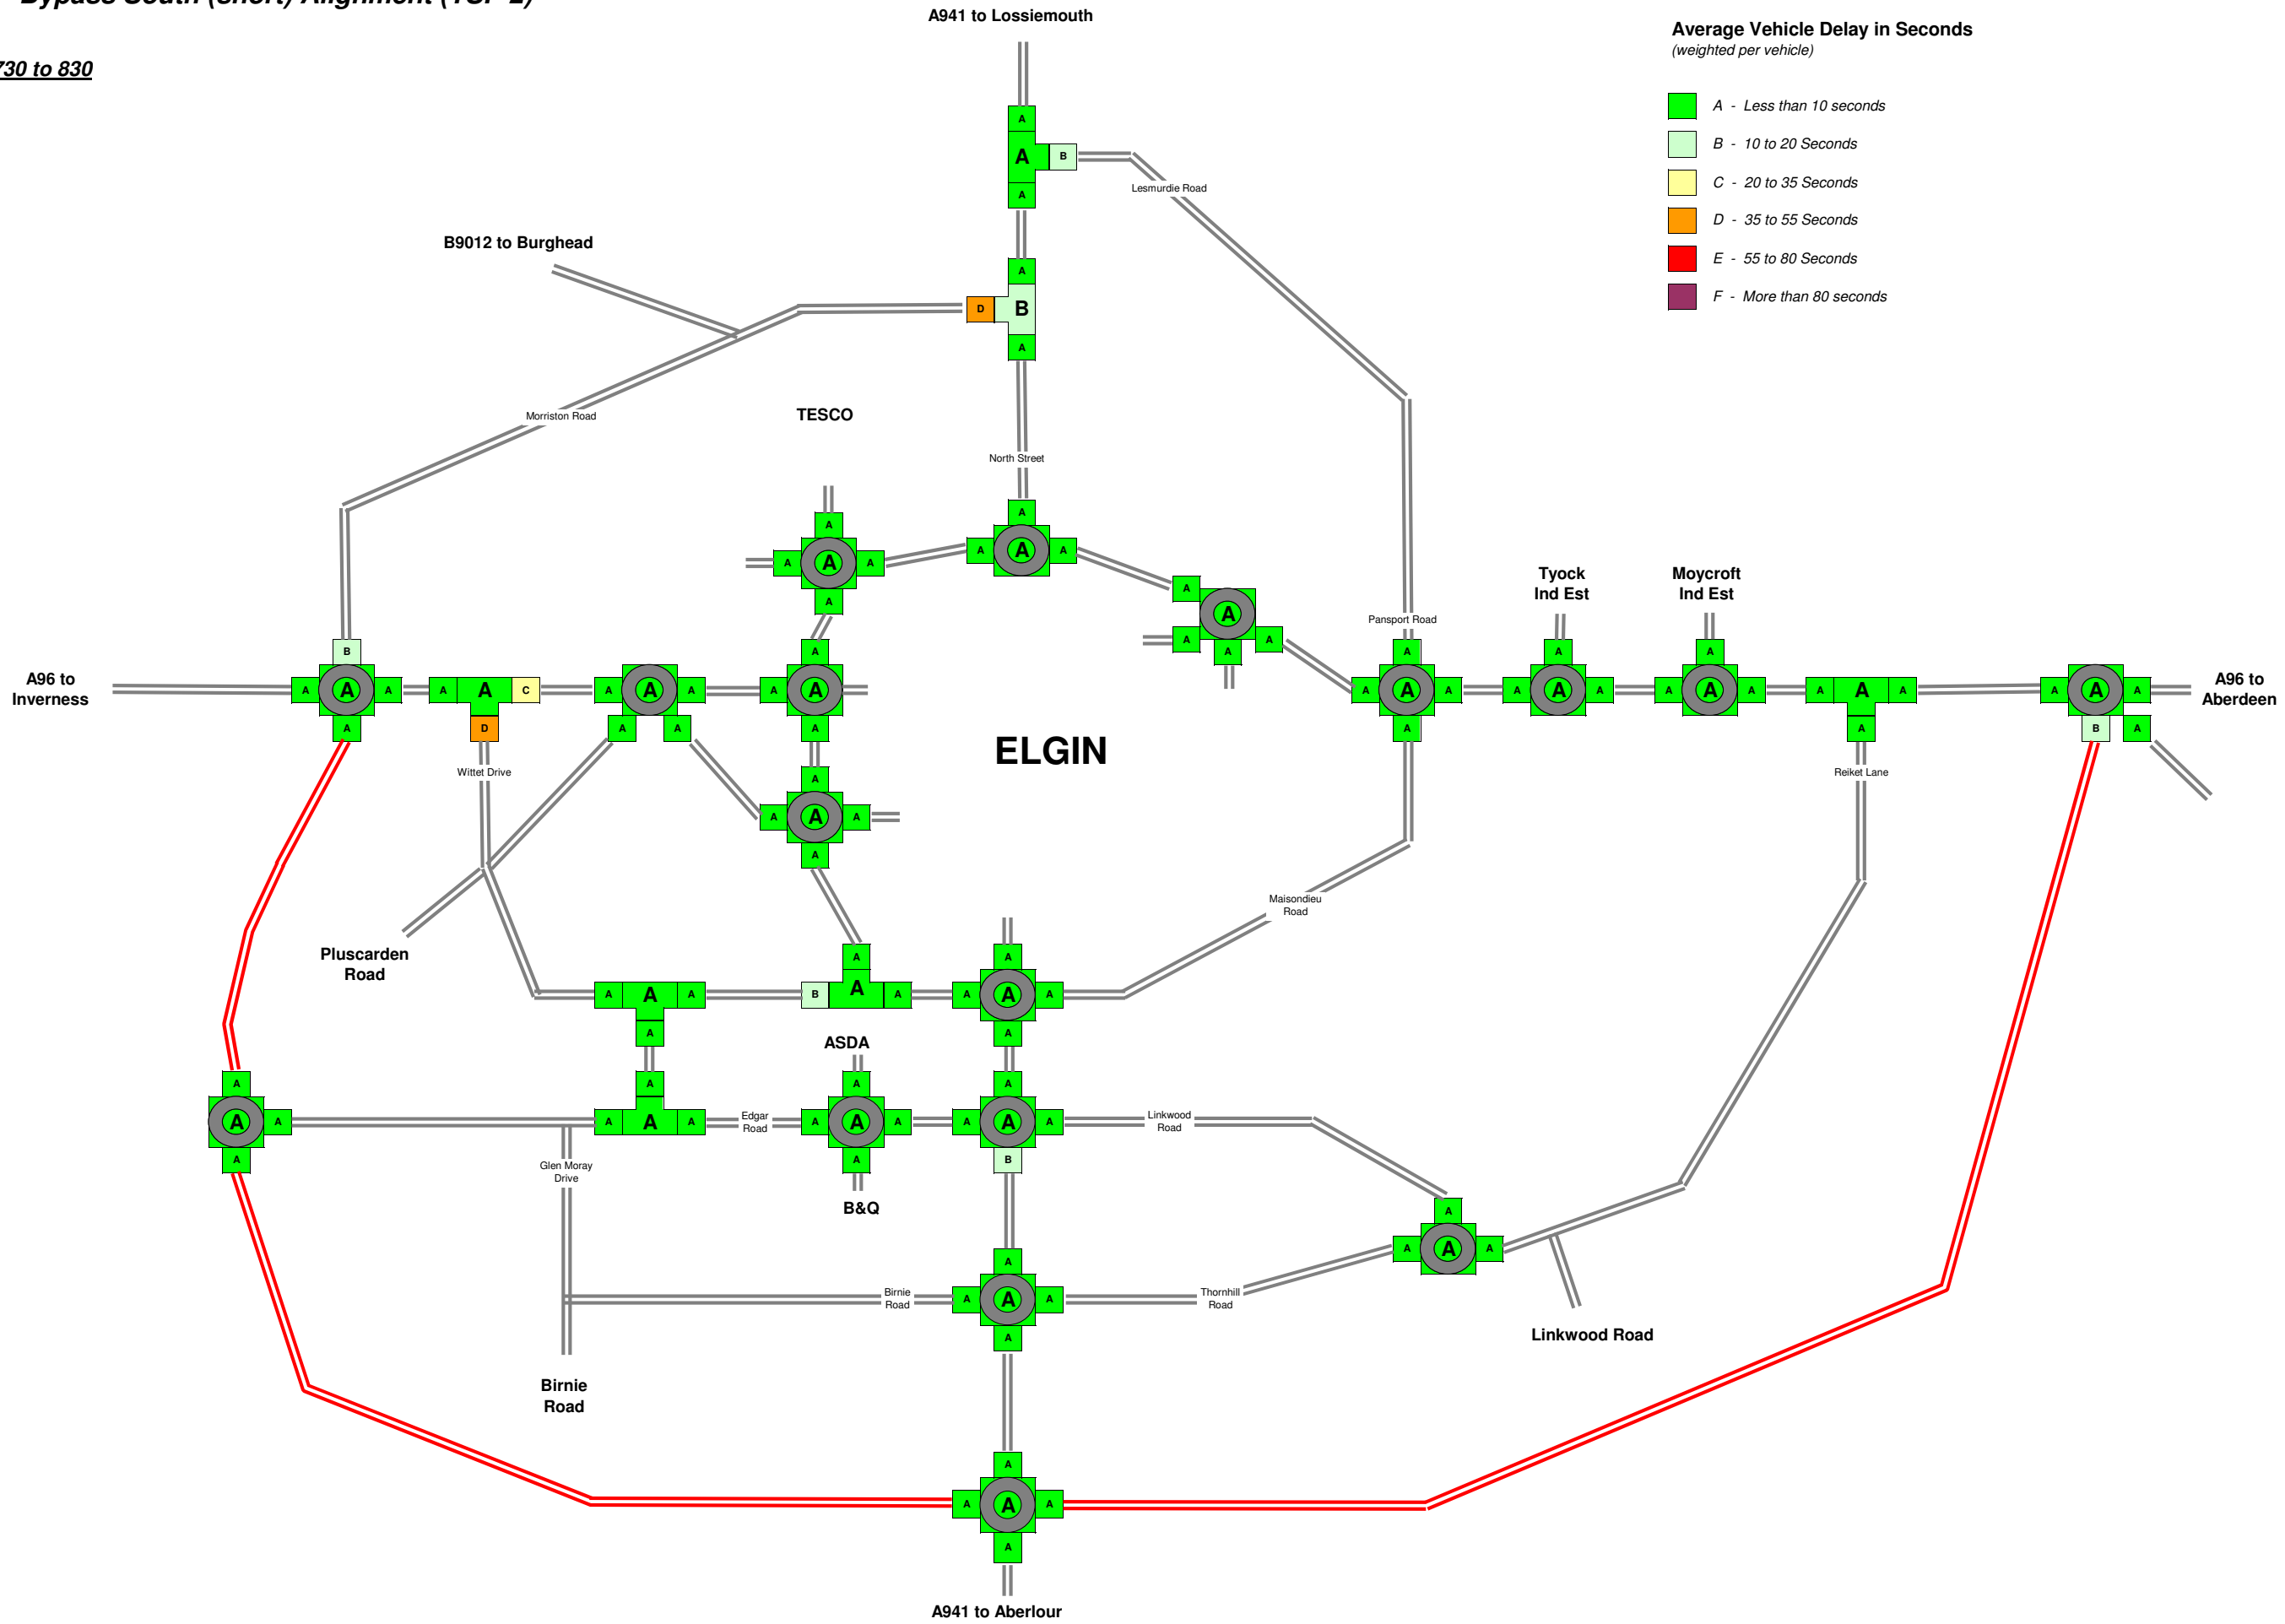 Bypass South (short) Alignment (TSP 2)
730 to 830
A941 to Lossiemouth
Average Vehicle Delay in Seconds
(weighted per vehicle)
A - Less than 10 seconds
B - 10 to 20 Seconds
C - 20 to 35 Seconds
D - 35 to 55 Seconds
E - 55 to 80 Seconds
F - More than 80 seconds
A
A B
A
Lesmurdie Road
B9012 to Burghead
A
D B
A
Morriston Road
TESCO
North Street
A
A A A
A
A
A A A
A
A
A A
A
Tyock
Ind Est
Moycroft
Ind Est
Pansport Road
A96 to
Inverness
B
A A A
A
A A C
D
A A A
A A
A
A A
A
A
A A A
A
A
A A A
A
A A A
A A A
A
A A A
B A
A96 to
Aberdeen
ELGIN
Wittet Drive
Reiket Lane
A
A A A
A
Maisondieu
Road
Pluscarden
Road
A A A
A
A
B A A
A
A A A
A
ASDA
A
A A
A
A
A A A
Edgar
Road
A
A A A
A
A
A A A
B
Linkwood
Road
Glen Moray
Drive
B&Q
A
A A A
Birnie
Road
A
A A A
A
Thornhill
Road
Linkwood Road
Birnie
Road
A
A A A
A
A941 to Aberlour